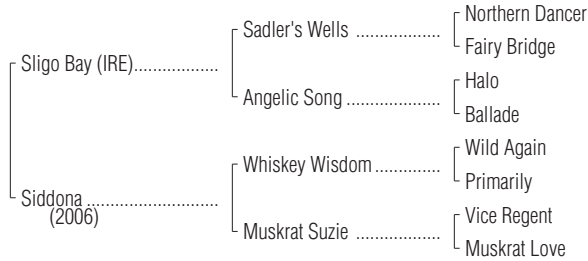 Northern Dancer
Sadler's Wells ..................
Fairy Bridge
Sligo Bay (IRE)..................
Halo
Angelic Song ....................
Ballade
Wild Again
Whiskey Wisdom ..............
Primarily
Siddona ............................
(2006)
Vice Regent
Muskrat Suzie ..................
Muskrat Love